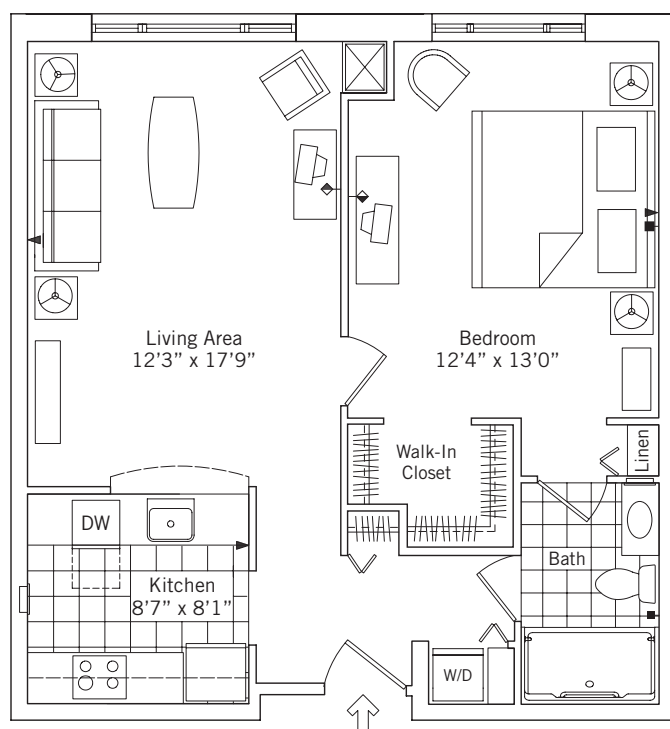 Living Area
12’3” x 17’9”
Bedroom
12’4” x 13’0”
Walk-In
Closet
Linen
DW
Kitchen
8’7” x 8’1”
Bath
W/D